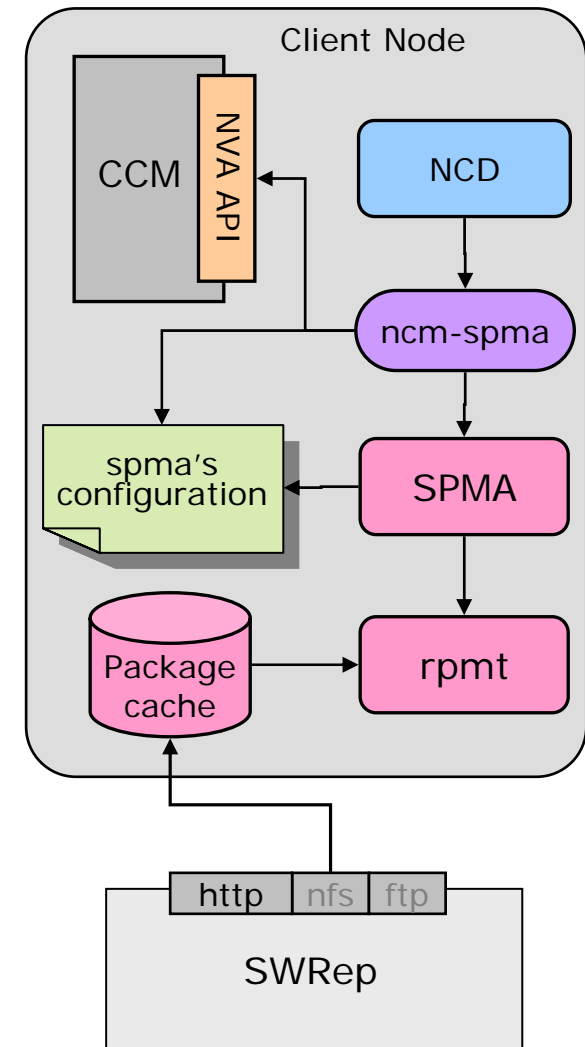 Client Node
CCM
NVA API
NCD
ncm-spma
spma's
configuration
SPMA
Package
cache
rpmt
http
nfs
ftp
SWRep